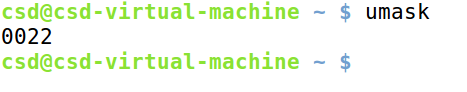 csd@csd-virtual-machine ~ $ umask
0022
csd@csd-virtual-machine ~ $